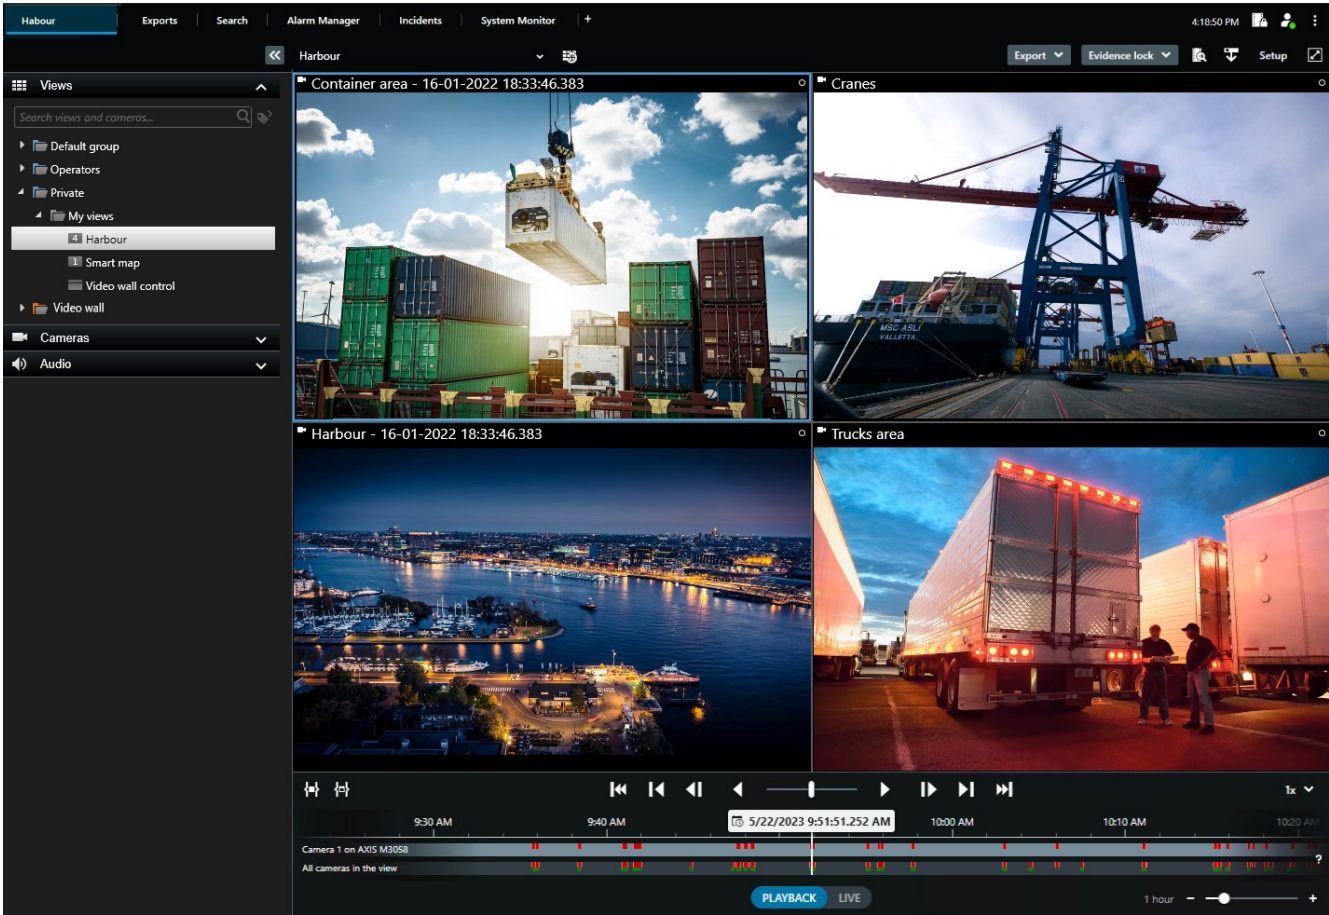 Habour
Exports
Search
Alarm Manager
Incidents
System Monitor
+
4:18:50 PM
Harbour
Export
Evidence lock
Setup
Views
Search views and cameras...
Default group
Operators
Private
My views
4 Harbour
1 Smart map
Video wall control
Video wall
Cameras
Audio
Container area - 16-01-2022 18:33:46.383
Cranes
MSC ASLI
VALLETTA
Harbour - 16-01-2022 18:33:46.383
Trucks area
1x
9:30 AM
9:40 AM
5/22/2023 9:51:51.252 AM
10:00 AM
10:10 AM
10:20 AM
Camera 1 on AXIS M3058
All cameras in the view
?
PLAYBACK
LIVE
1 hour